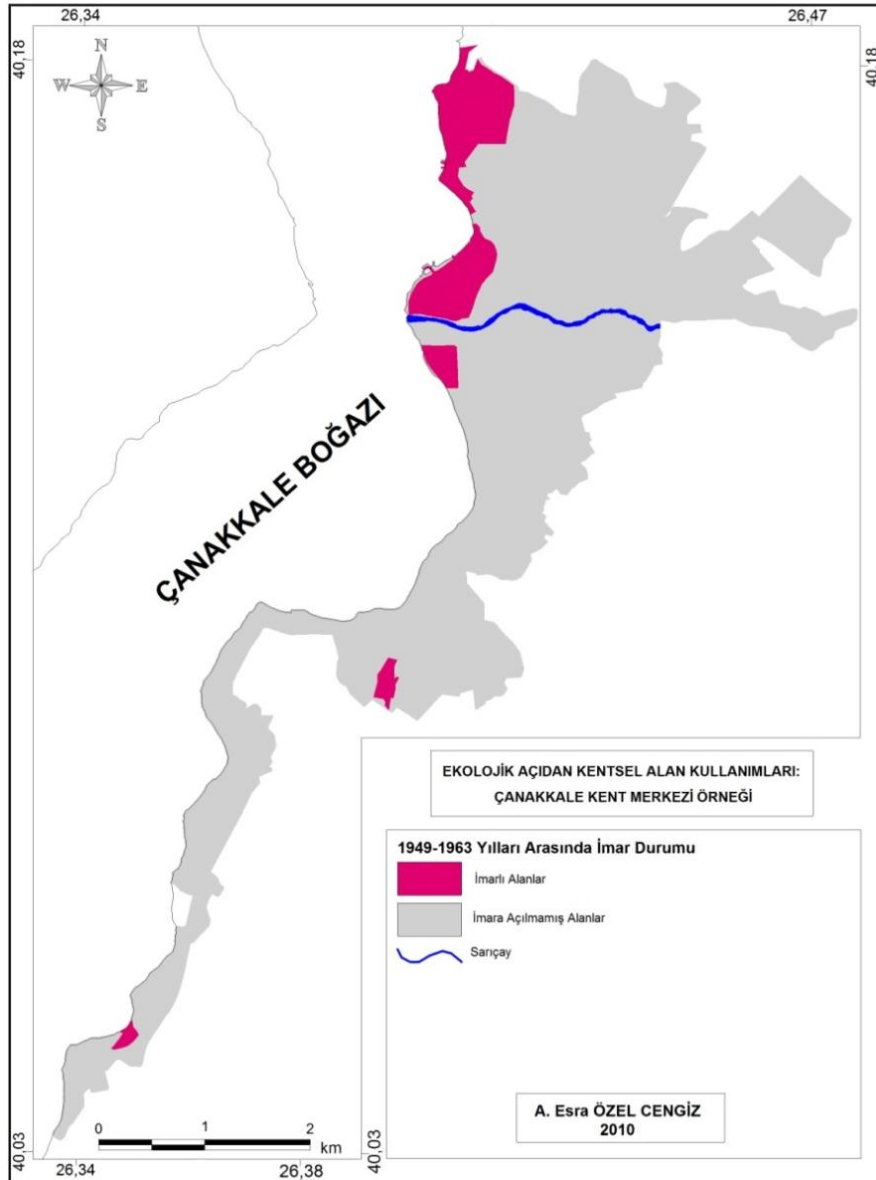 26,34
26,47
40,18
40,18
N
W
E
S
ÇANAKKALE BOĞAZI
EKOLOJİK AÇIDAN KENTSEL ALAN KULLANIMLARI:
ÇANAKKALE KENT MERKEZİ ÖRNEĞİ
1949-1963 Yılları Arasında İmar Durumu
İmarlı Alanlar
İmara Açılmamış Alanlar
Sarıçay
A. Esra ÖZEL CENGİZ
2010
0
1
2
km
40,03
40,03
26,34
26,38